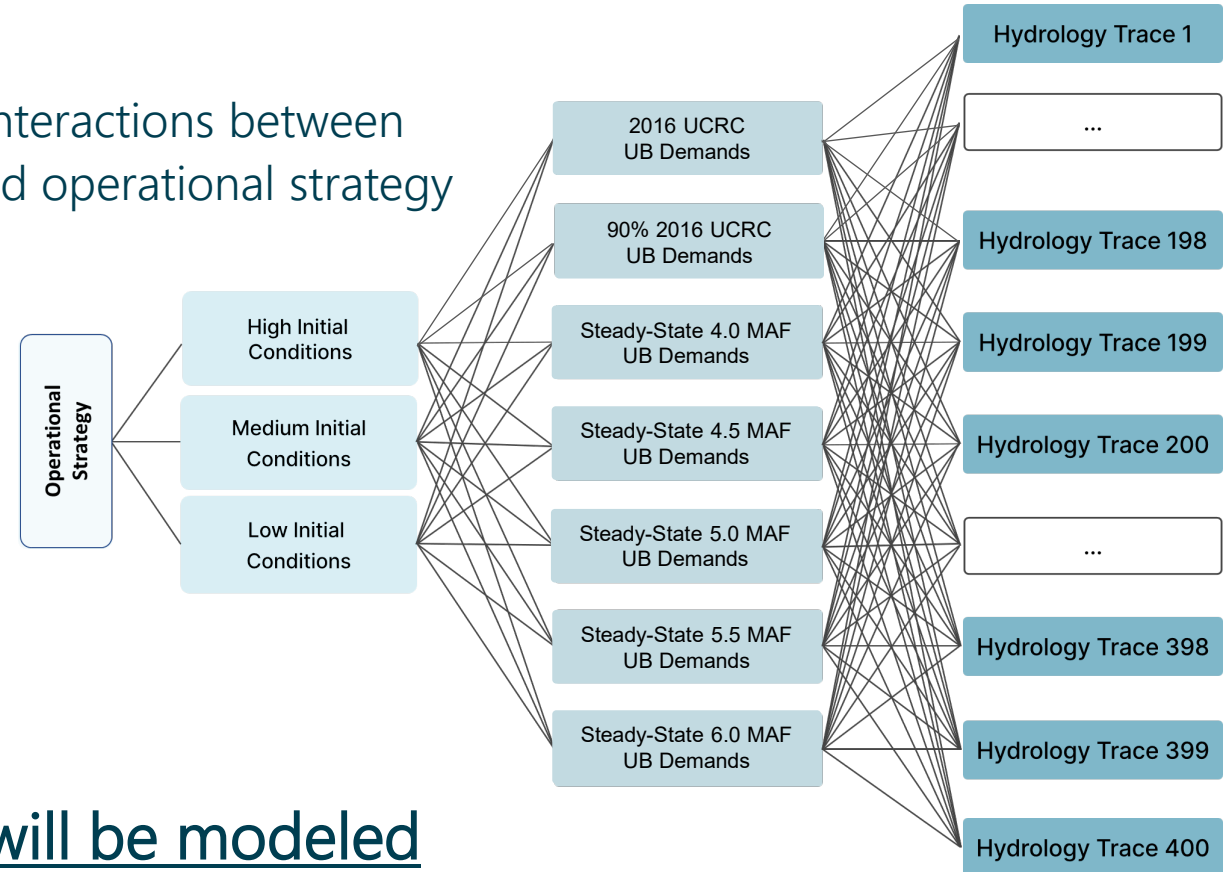 nteractions between
d operational strategy
Operational
Strategy
High Initial
Conditions
Medium Initial
Conditions
Low Initial
Conditions
2016 UCRC
UB Demands
90% 2016 UCRC
UB Demands
Steady-State 4.0 MAF
UB Demands
Steady-State 4.5 MAF
UB Demands
Steady-State 5.0 MAF
UB Demands
Steady-State 5.5 MAF
UB Demands
Steady-State 6.0 MAF
UB Demands
Hydrology Trace 1
...
Hydrology Trace 198
Hydrology Trace 199
Hydrology Trace 200
...
Hydrology Trace 398
Hydrology Trace 399
Hydrology Trace 400
will be modeled